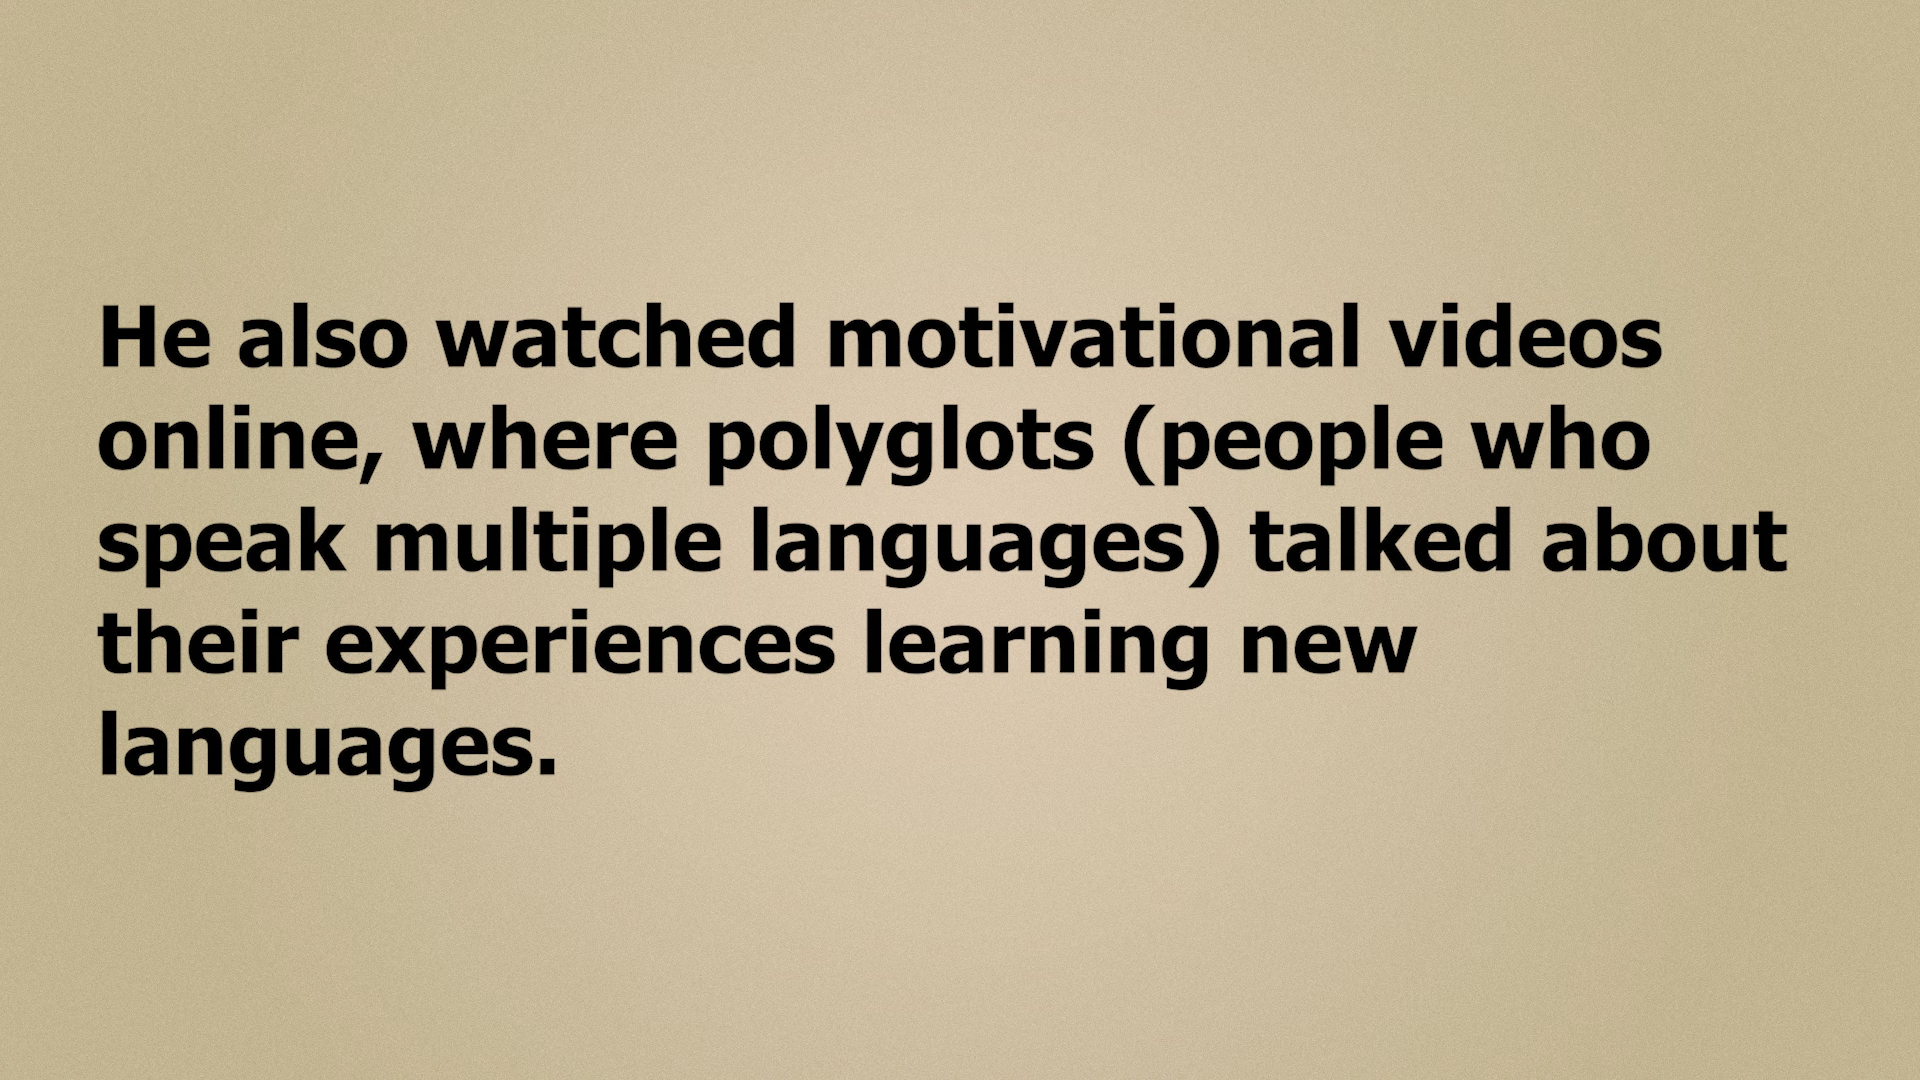 He also watched motivational videos
online, where polyglots (people who
speak multiple languages) talked about
their experiences learning new
languages.